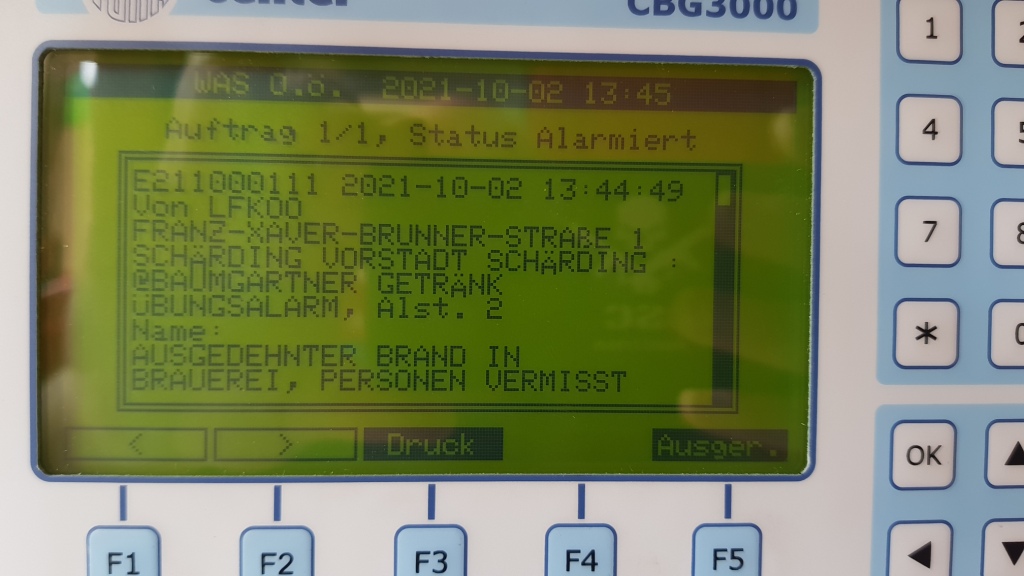 CBG3000
WAS O.ö. 2021-10-02 13:45
Auftrag 1/1, Status Alarmiert
E211000111 2021-10-02 13:44:49
Von LFK00
FRANZ-XAVER-BRUNNER-STRAßE 1
SCHÄRDING VORSTADT SCHÄRDING :
@BAUMGARTNER GETRÄNK
ÜBUNGSALARM, Alst. 2
Name:
AUSGEDEHNTER BRAND IN
BRAUEREI, PERSONEN VERMISST
< > Druck Ausger.
F1 F2 F3 F4 F5
1
4
7
*
OK